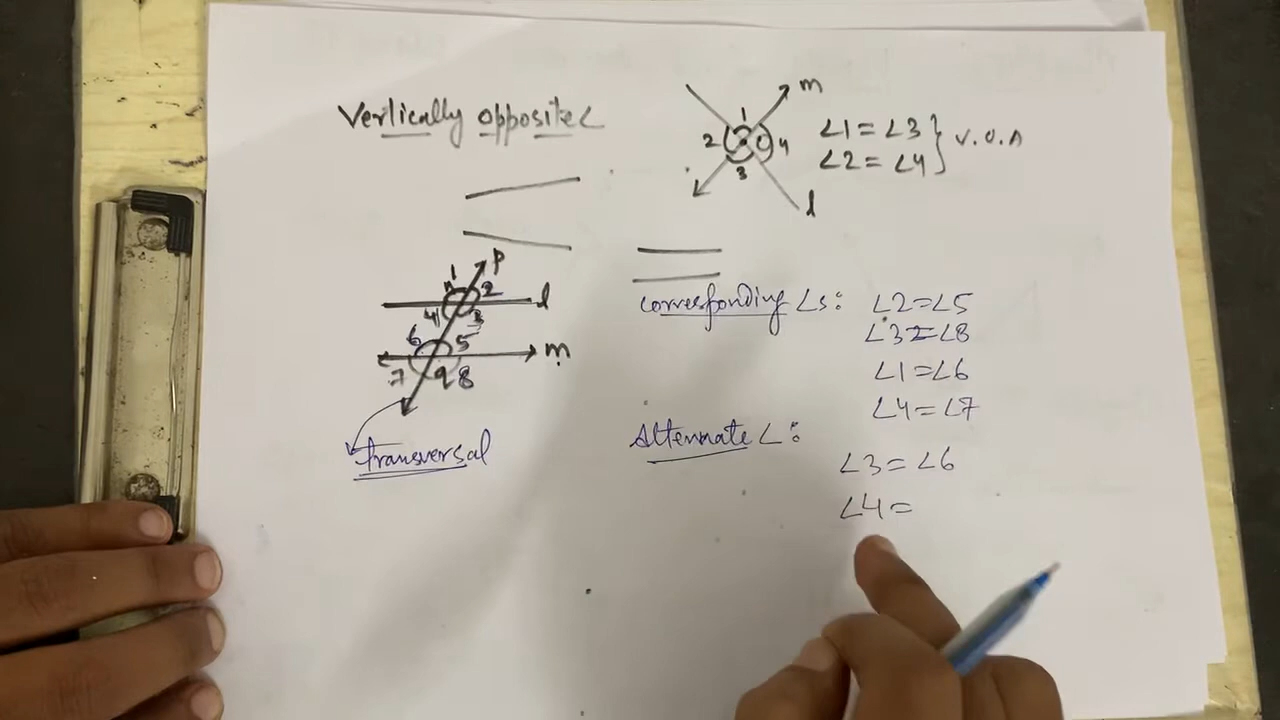 Vertically opposite ∠
m
1
2
4
3
l
∠1 = ∠3
∠2 = ∠4
V.O.A
p
1
2
l
4
3
6
5
m
7
9 8
transversal
corresponding ∠s: ∠2=∠5
∠3=∠8
∠1=∠6
∠4=∠7
Alternate ∠:
∠3 = ∠6
∠4 =